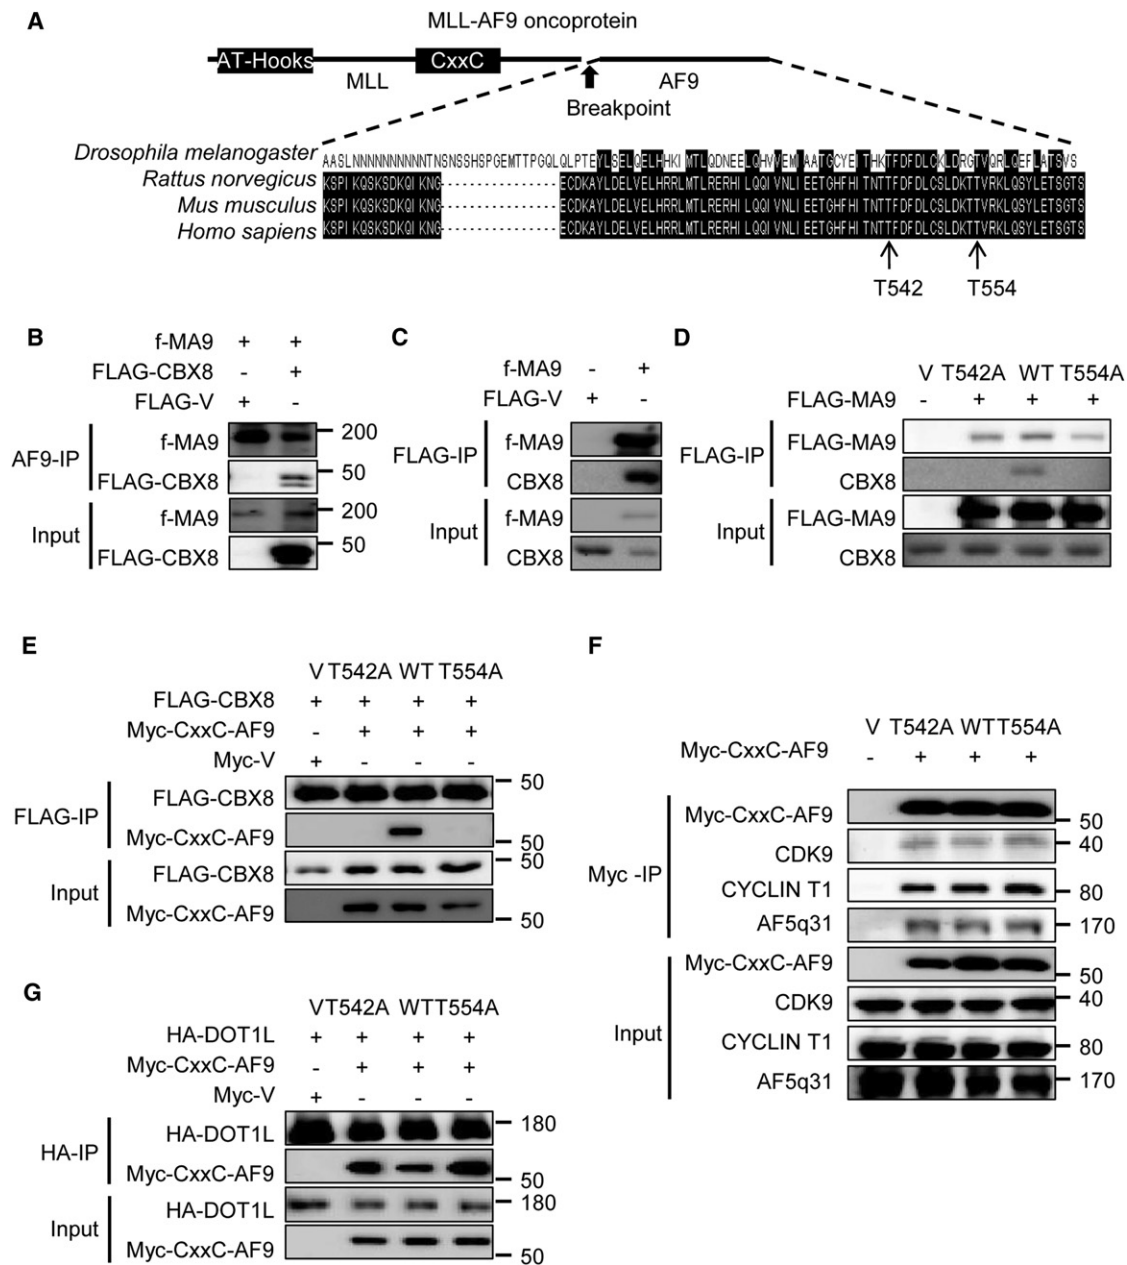 A
MLL-AF9 oncoprotein
AT-Hooks
CxxC
MLL
AF9
Breakpoint
Drosophila melanogaster
Rattus norvegicus
KSPIKQSKSDKQIKNG---------------ECDKAYLDELVELHRRLMTLRERHILQQIVNLIEETGHFHITNTTFDFDLCSLDKTTVRKLQSYLETSGTS
Mus musculus
KSPIKQSKSDKQIKNG---------------ECDKAYLDELVELHRRLMTLRERHILQQIVNLIEETGHFHITNTTFDFDLCSLDKTTVRKLQSYLETSGTS
Homo sapiens
KSPIKQSKSDKQIKNG---------------ECDKAYLDELVELHRRLMTLRERHILQQIVNLIEETGHFHITNTTFDFDLCSLDKTTVRKLQSYLETSGTS
T542 T554
B
f-MA9 + +
FLAG-CBX8 - +
FLAG-V + -
AF9-IP
f-MA9 200
FLAG-CBX8 50
Input
f-MA9 200
FLAG-CBX8 50
C
f-MA9 - +
FLAG-V + -
FLAG-IP
f-MA9
CBX8
Input
f-MA9
CBX8
D
V T542A WT T554A
FLAG-MA9 - + + +
FLAG-IP
FLAG-MA9
CBX8
Input
FLAG-MA9
CBX8
E
V T542A WT T554A
FLAG-CBX8 + + + +
Myc-CxxC-AF9 - + + +
Myc-V + - - -
FLAG-IP
FLAG-CBX8 50
Myc-CxxC-AF9 50
Input
FLAG-CBX8 50
Myc-CxxC-AF9 50
F
V T542A WT T554A
Myc-CxxC-AF9 - + + +
Myc -IP
Myc-CxxC-AF9 50
CDK9 40
CYCLIN T1 80
AF5q31 170
Input
Myc-CxxC-AF9 50
CDK9 40
CYCLIN T1 80
AF5q31 170
G
V T542A WT T554A
HA-DOT1L + + + +
Myc-CxxC-AF9 - + + +
Myc-V + - - -
HA-IP
HA-DOT1L 180
Myc-CxxC-AF9 50
Input
HA-DOT1L 180
Myc-CxxC-AF9 50